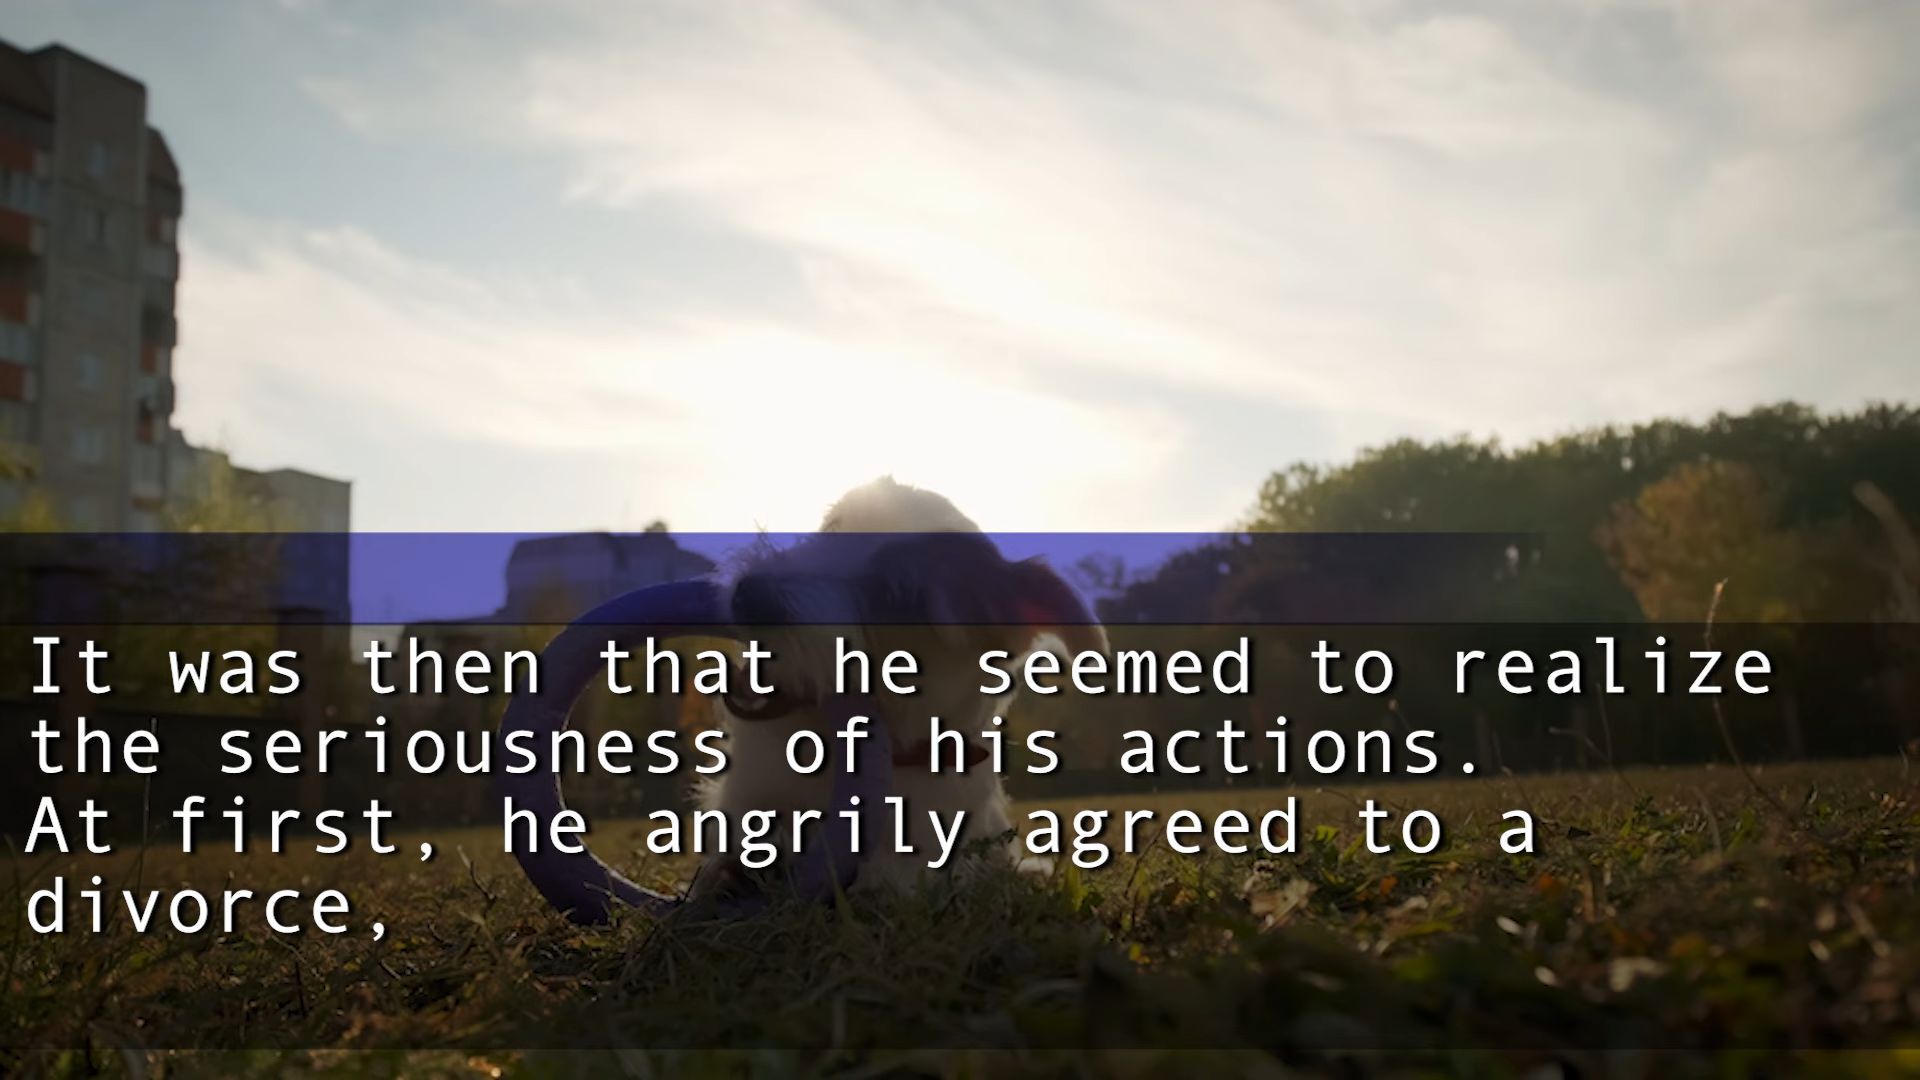 It was then that he seemed to realize
the seriousness of his actions.
At first, he angrily agreed to a
divorce,